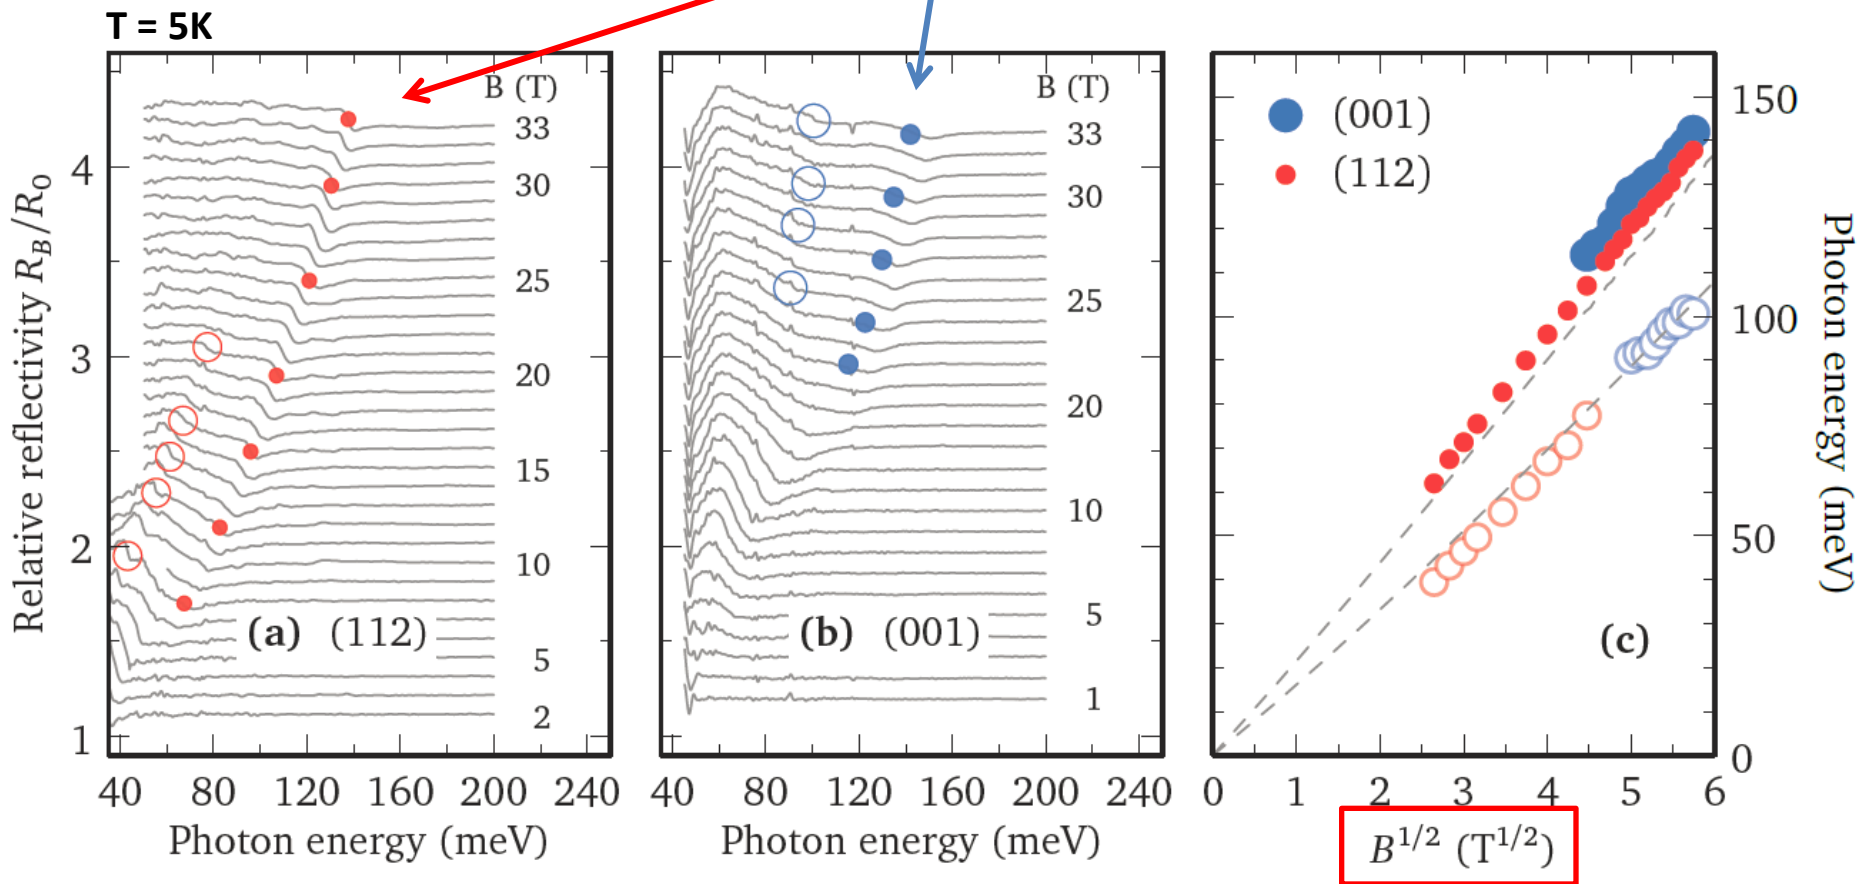 T = 5K
Relative reflectivity R_B/R_0
4
3
2
1
B (T)
33
30
25
20
15
10
5
2
(a) (112)
40 80 120 160 200 240
Photon energy (meV)
B (T)
33
30
25
20
10
5
1
(b) (001)
40 80 120 160 200 240
Photon energy (meV)
(001)
(112)
(c)
150
100
50
0
Photon energy (meV)
0 1 2 3 4 5 6
B^{1/2} (T^{1/2})